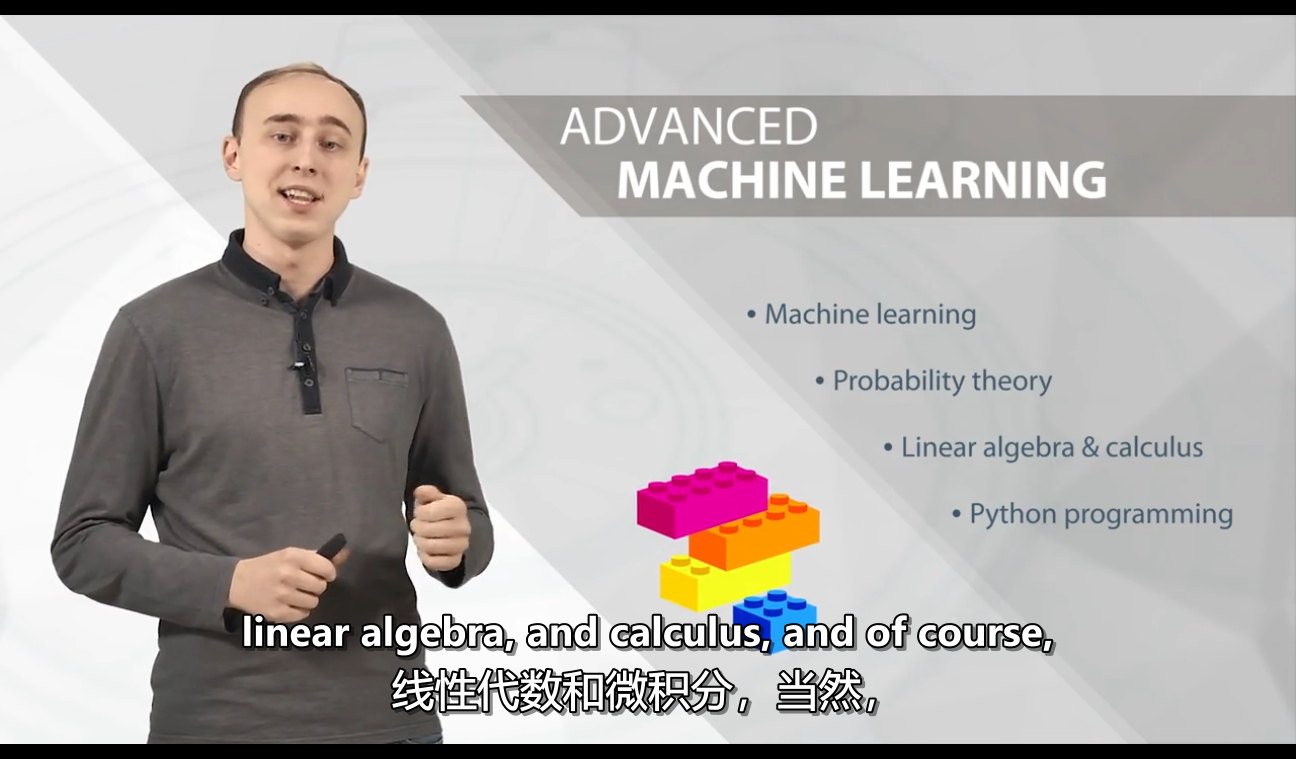 ADVANCED
MACHINE LEARNING
• Machine learning
• Probability theory
• Linear algebra & calculus
• Python programming
linear algebra, and calculus, and of course,
线性代数和微积分，当然，